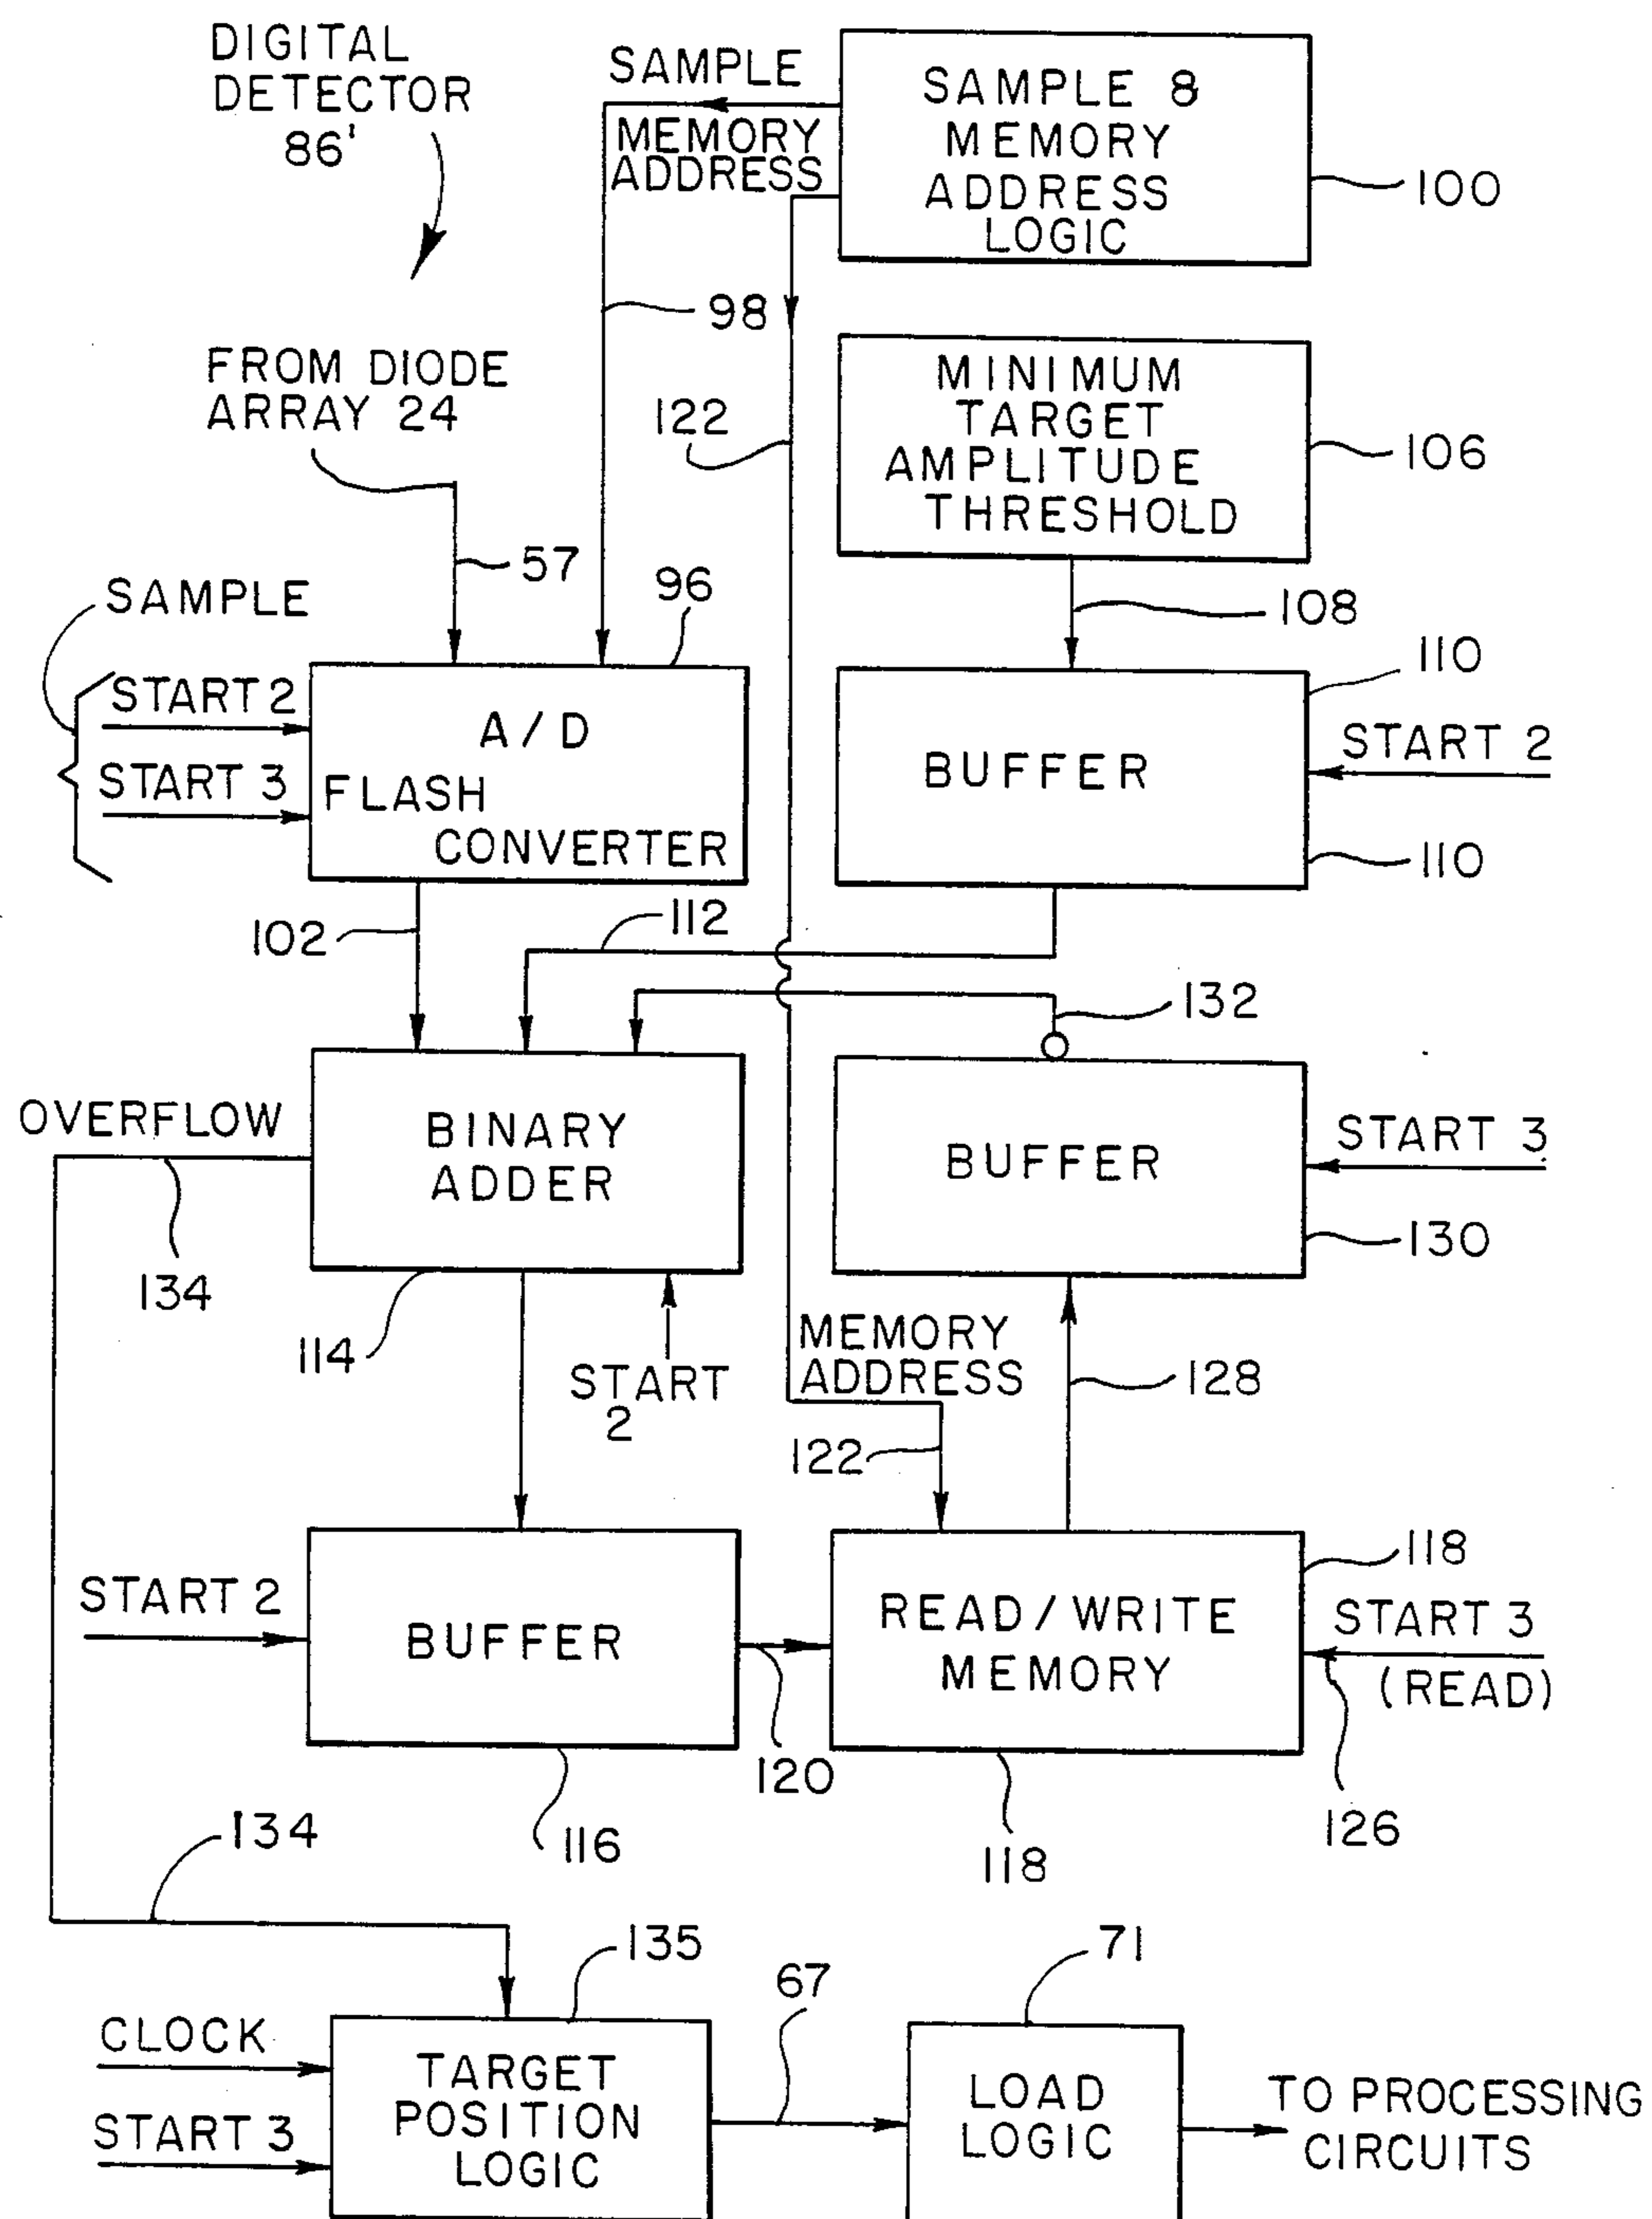 DIGITAL
DETECTOR
86'
SAMPLE
MEMORY
ADDRESS
SAMPLE 8
MEMORY
ADDRESS
LOGIC
100
98
FROM DIODE
ARRAY 24
122
MINIMUM
TARGET
AMPLITUDE
THRESHOLD
106
57
96
108
SAMPLE
START 2
START 3
A/D
FLASH
CONVERTER
110
BUFFER
START 2
110
102
112
132
OVERFLOW
BINARY
ADDER
BUFFER
START 3
130
134
114
START
2
MEMORY
ADDRESS
128
122
START 2
BUFFER
READ/WRITE
MEMORY
118
START 3
(READ)
120
126
116
118
134
135
67
71
CLOCK
START 3
TARGET
POSITION
LOGIC
LOAD
LOGIC
TO PROCESSING
CIRCUITS